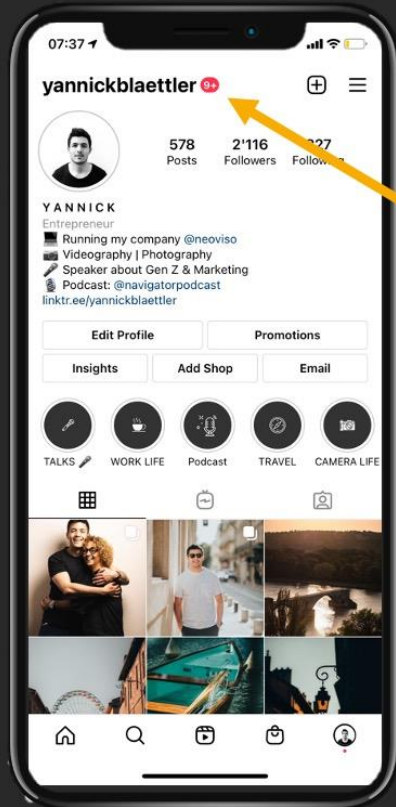 07:37
yannickblaettler 9+
578 2'116
Posts Followers Following
YANNICK
Entrepreneur
Running my company @neoviso
Videography | Photography
Speaker about Gen Z & Marketing
Podcast: @navigatorpodcast
linktr.ee/yannickblaettler
Edit Profile Promotions
Insights Add Shop Email
TALKS WORK LIFE Podcast TRAVEL CAMERA LIFE